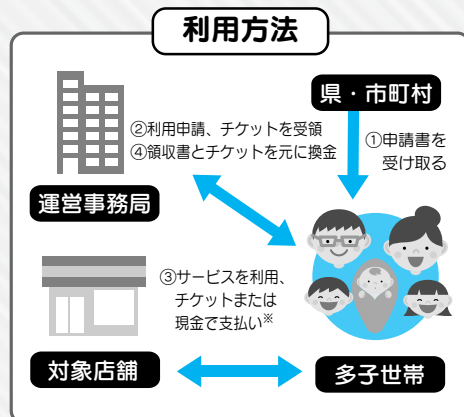 利用方法
県・市町村
②利用申請、チケットを受領
④領収書とチケットを元に換金
①申請書を
受け取る
運営事務局
③サービスを利用、
チケットまたは
現金で支払い※
対象店舗
多子世帯